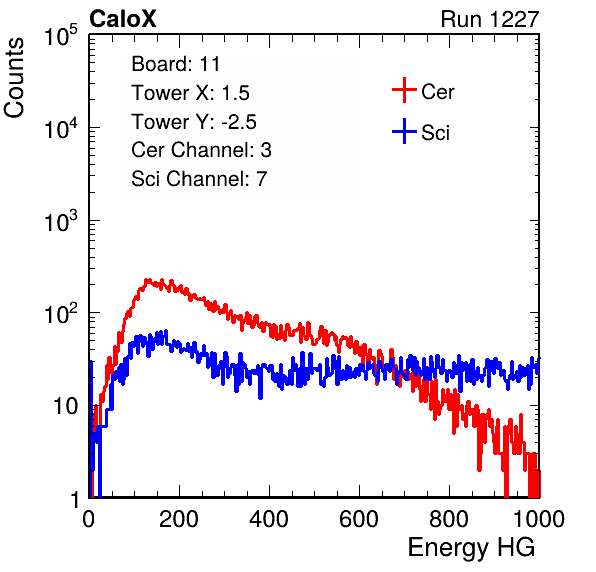 CaloX Run 1227
Counts
10^5
10^4
10^3
10^2
10
1
Board: 11
Tower X: 1.5
Tower Y: -2.5
Cer Channel: 3
Sci Channel: 7
Cer
Sci
0 200 400 600 800 1000
Energy HG